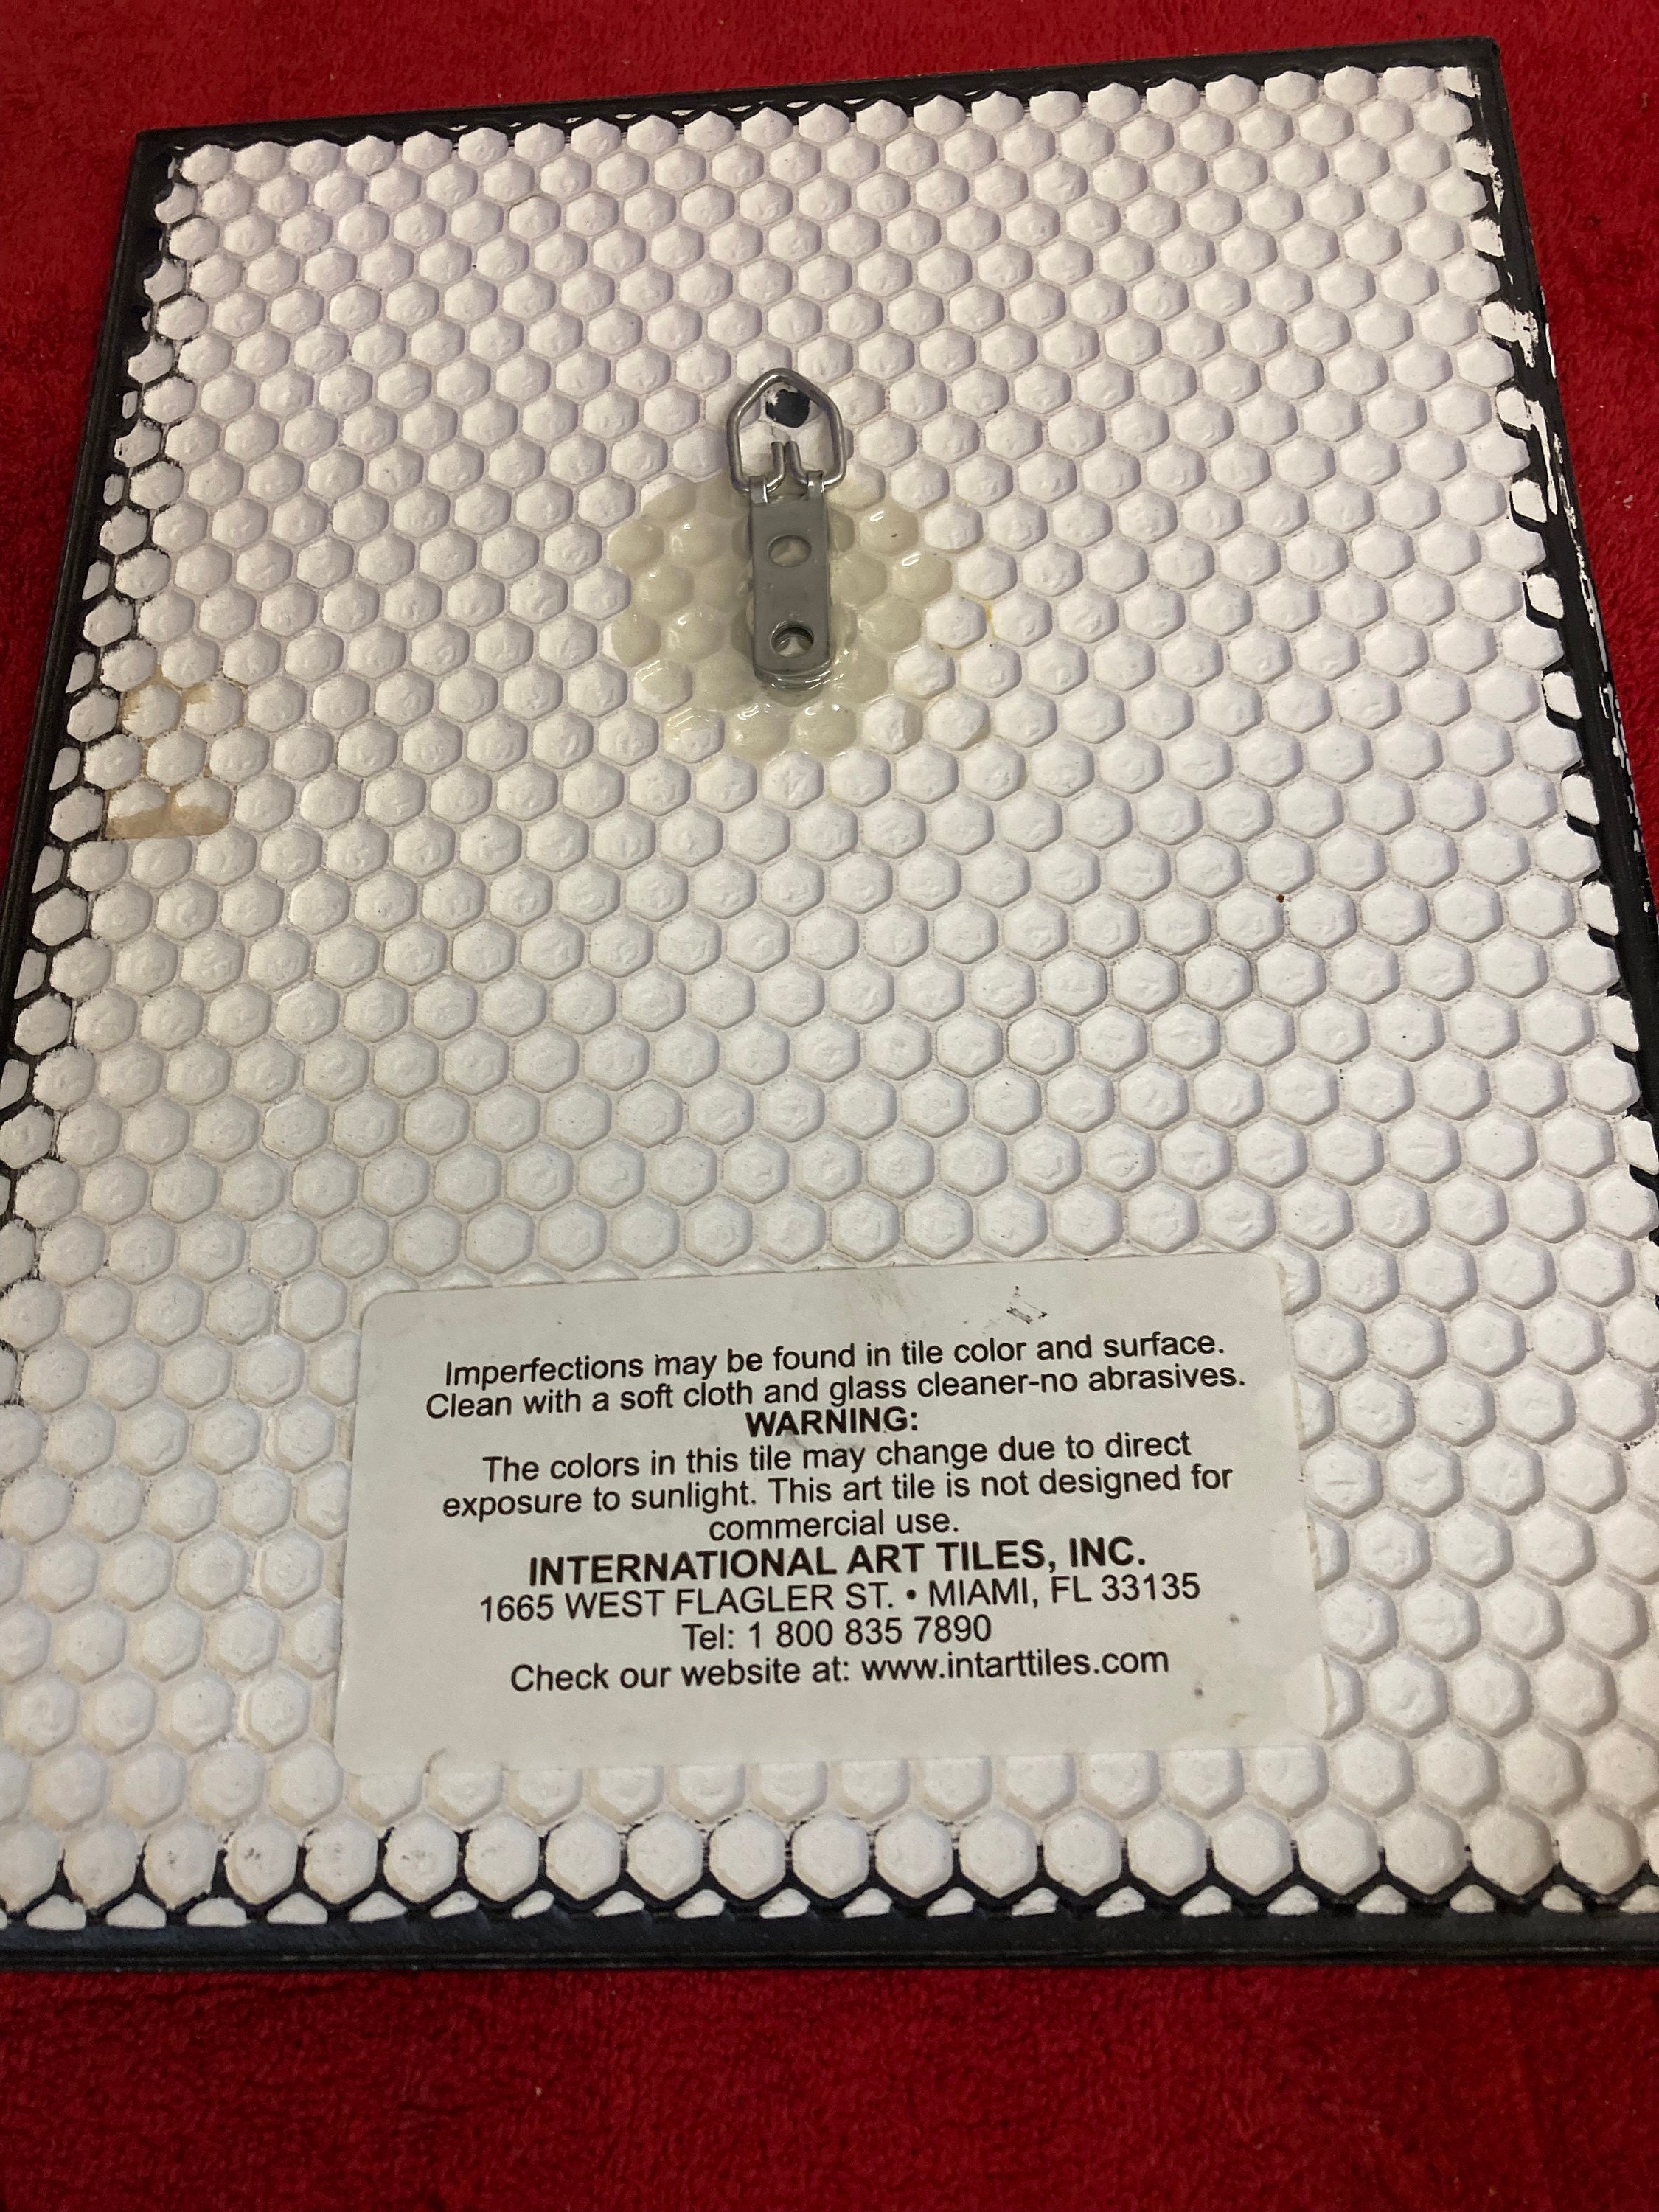 Imperfections may be found in tile color and surface.
Clean with a soft cloth and glass cleaner-no abrasives.
WARNING:
The colors in this tile may change due to direct
exposure to sunlight. This art tile is not designed for
commercial use.
INTERNATIONAL ART TILES, INC.
1665 WEST FLAGLER ST. • MIAMI, FL 33135
Tel: 1 800 835 7890
Check our website at: www.intarttiles.com